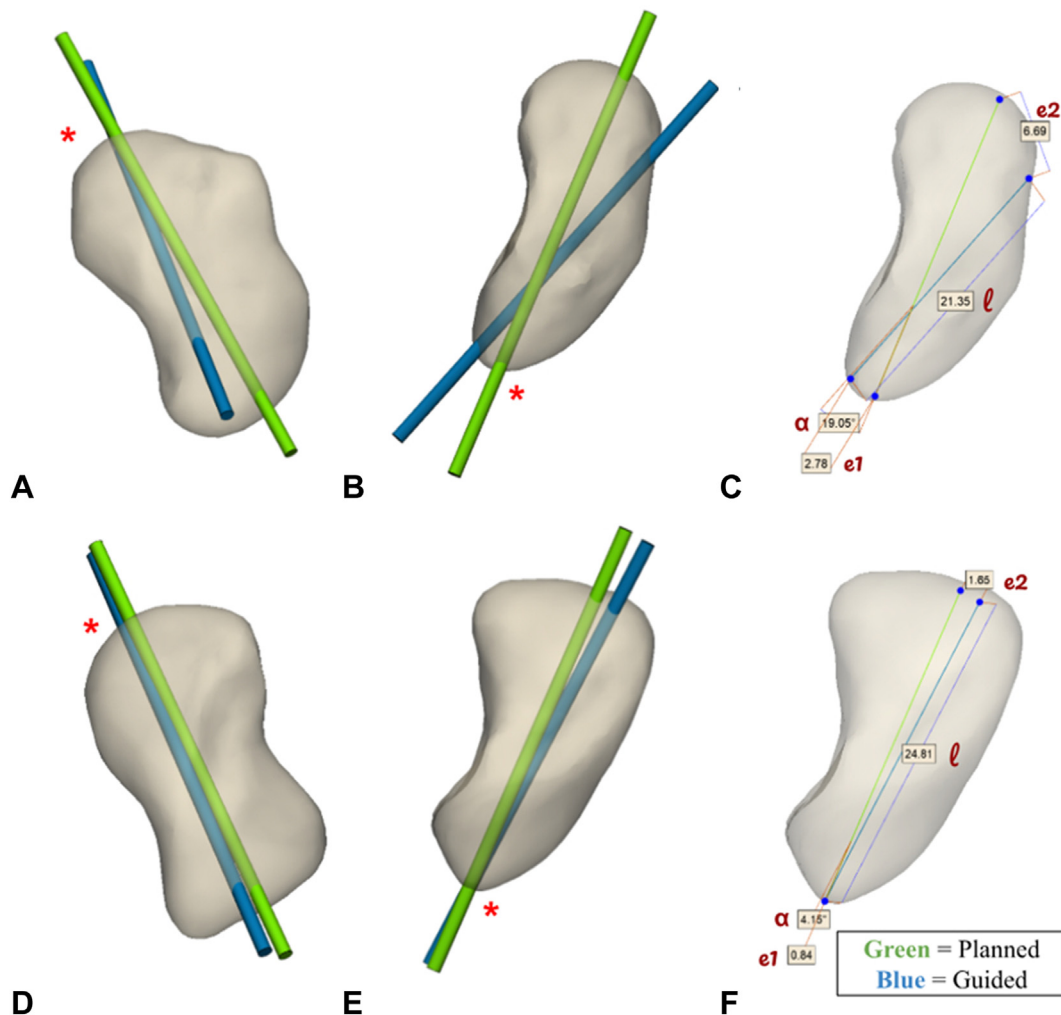 *
*
e2
6.69
21.35 ℓ
α 19.05°
2.78 e1
A
B
C
*
*
1.65 e2
24.81 ℓ
α 4.15°
e1 0.84
Green = Planned
Blue = Guided
D
E
F